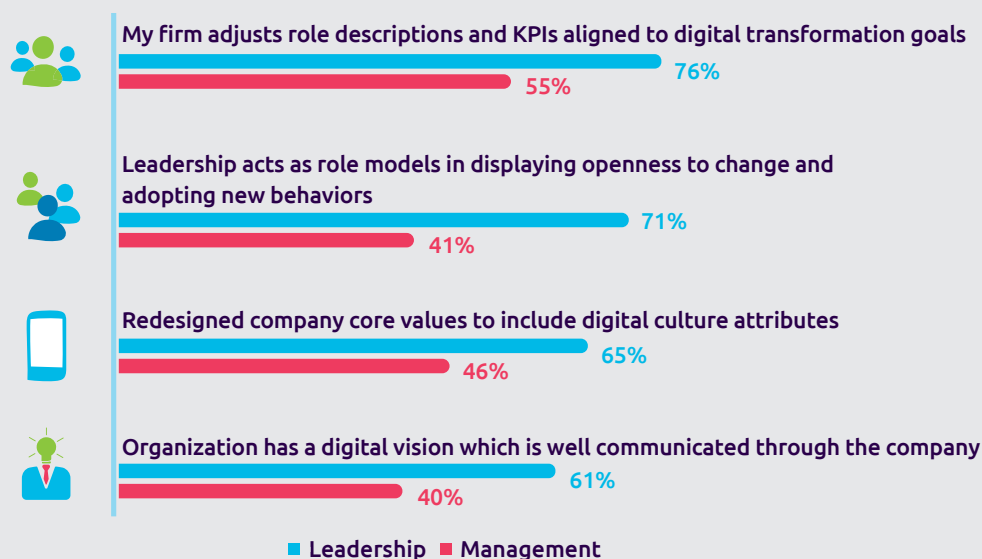 My firm adjusts role descriptions and KPIs aligned to digital transformation goals
76%
55%
Leadership acts as role models in displaying openness to change and
adopting new behaviors
71%
41%
Redesigned company core values to include digital culture attributes
65%
46%
Organization has a digital vision which is well communicated through the company
61%
40%
Leadership Management